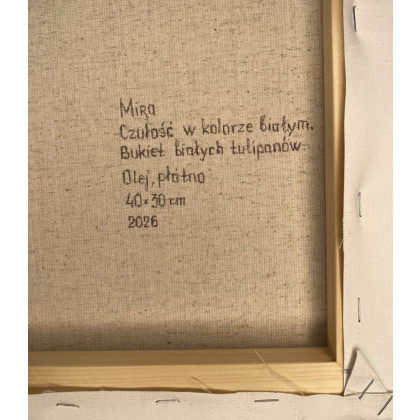 Mira
Czułość w kolorze białym.
Bukiet białych tulipanów.
Olej, płótno
40×30 cm
2026